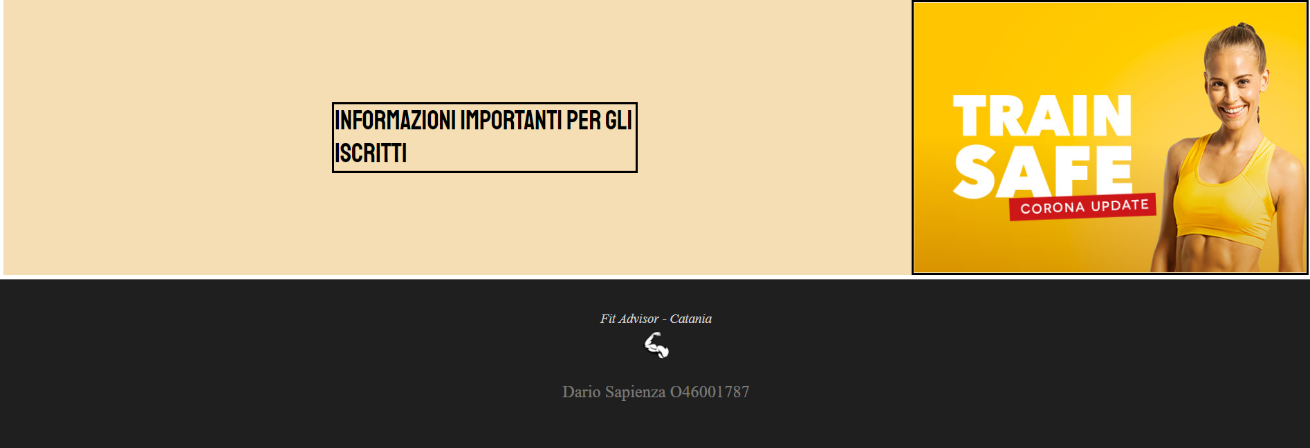 INFORMAZIONI IMPORTANTI PER GLI
ISCRITTI
TRAIN
SAFE
CORONA UPDATE
Fit Advisor - Catania
Dario Sapienza O46001787